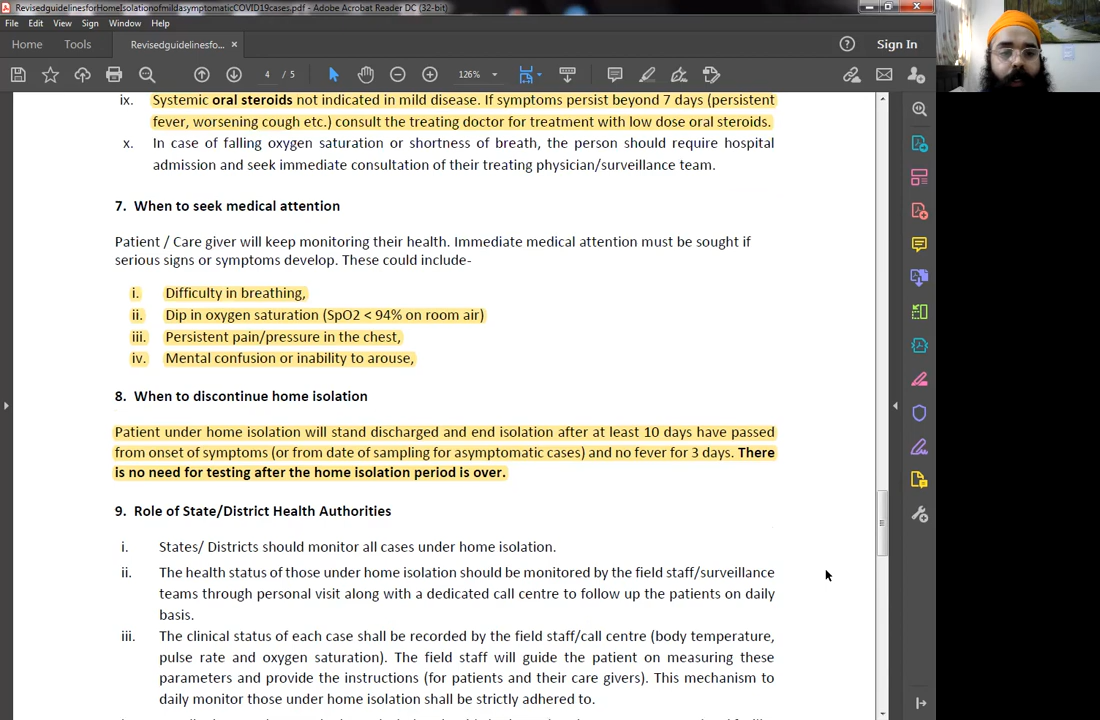 RevisedguidelinesforHomeIsolationofmildasymptomaticCOVID19cases.pdf - Adobe Acrobat Reader DC (32-bit)
File Edit View Sign Window Help
Home Tools Revisedguidelinesfo... × Sign In
4 / 5 126%
ix. Systemic oral steroids not indicated in mild disease. If symptoms persist beyond 7 days (persistent
fever, worsening cough etc.) consult the treating doctor for treatment with low dose oral steroids.
x. In case of falling oxygen saturation or shortness of breath, the person should require hospital
admission and seek immediate consultation of their treating physician/surveillance team.
7. When to seek medical attention
Patient / Care giver will keep monitoring their health. Immediate medical attention must be sought if
serious signs or symptoms develop. These could include-
i. Difficulty in breathing,
ii. Dip in oxygen saturation (SpO2 < 94% on room air)
iii. Persistent pain/pressure in the chest,
iv. Mental confusion or inability to arouse,
8. When to discontinue home isolation
Patient under home isolation will stand discharged and end isolation after at least 10 days have passed
from onset of symptoms (or from date of sampling for asymptomatic cases) and no fever for 3 days. There
is no need for testing after the home isolation period is over.
9. Role of State/District Health Authorities
i. States/ Districts should monitor all cases under home isolation.
ii. The health status of those under home isolation should be monitored by the field staff/surveillance
teams through personal visit along with a dedicated call centre to follow up the patients on daily
basis.
iii. The clinical status of each case shall be recorded by the field staff/call centre (body temperature,
pulse rate and oxygen saturation). The field staff will guide the patient on measuring these
parameters and provide the instructions (for patients and their care givers). This mechanism to
daily monitor those under home isolation shall be strictly adhered to.